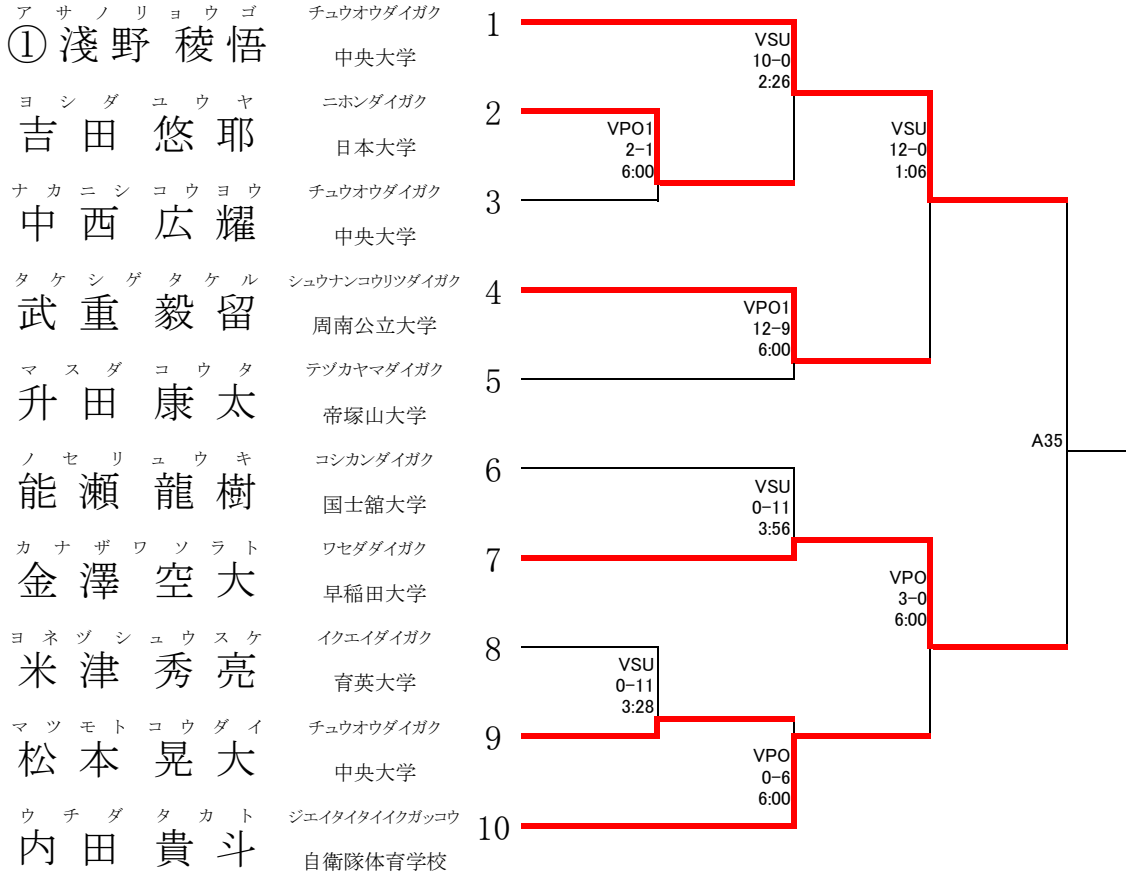 アサノリョウゴ チュウオウダイガク
① 淺野 稜悟 中央大学 1
ヨシダ ユウヤ ニホンダイガク
吉田 悠耶 日本大学 2
ナカニシ コウヨウ チュウオウダイガク
中西 広耀 中央大学 3
タケシゲ タケル シュウナンコウリツダイガク
武重 毅留 周南公立大学 4
マスダ コウタ テヅカヤマダイガク
升田 康太 帝塚山大学 5
ノセリュウキ コシカンダイガク
能瀬 龍樹 国士舘大学 6
カナザワ ソラト ワセダダイガク
金澤 空大 早稲田大学 7
ヨネヅ シュウスケ イクエイダイガク
米津 秀亮 育英大学 8
マツモト コウダイ チュウオウダイガク
松本 晃大 中央大学 9
ウチダ タカト ジエイタイタイイクガッコウ
内田 貴斗 自衛隊体育学校 10
VPO1
2-1
6:00
VSU
0-11
3:28
VSU
10-0
2:26
VPO1
12-9
6:00
VSU
0-11
3:56
VPO
0-6
6:00
VSU
12-0
1:06
VPO
3-0
6:00
A35